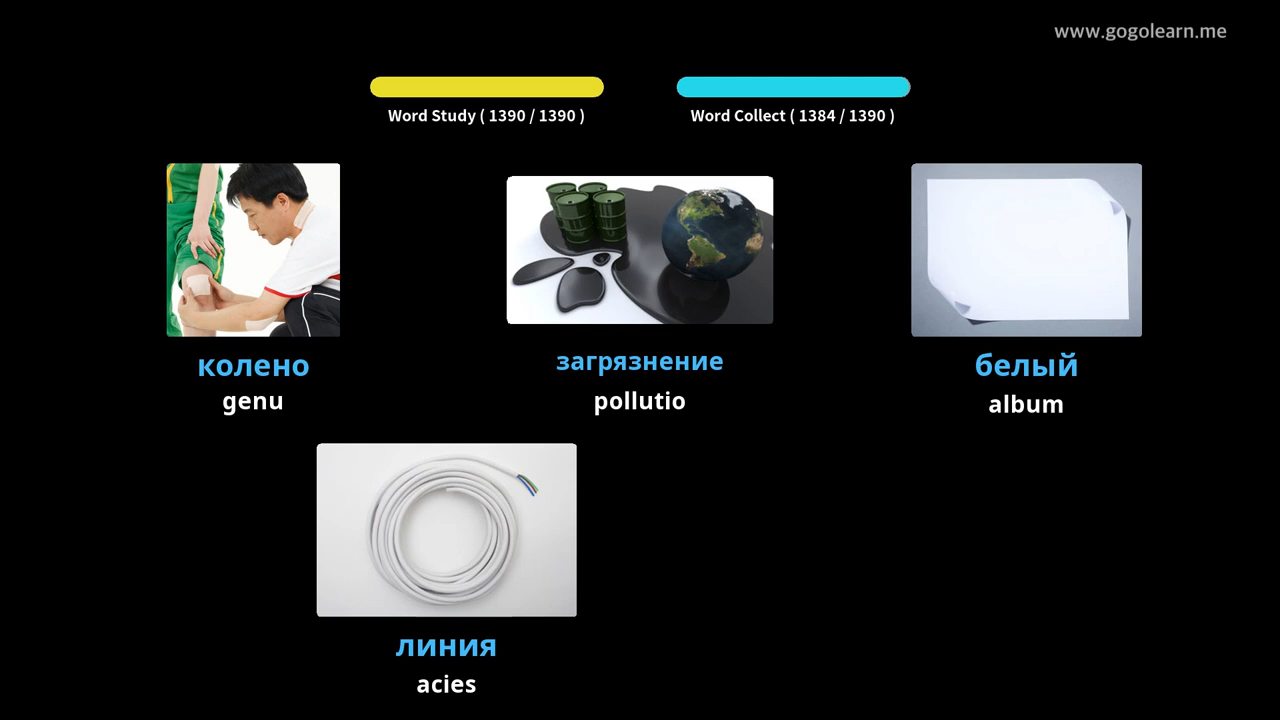 www.gogolearn.me
Word Study ( 1390 / 1390 )
Word Collect ( 1384 / 1390 )
колено
genu
загрязнение
pollutio
белый
album
линия
acies